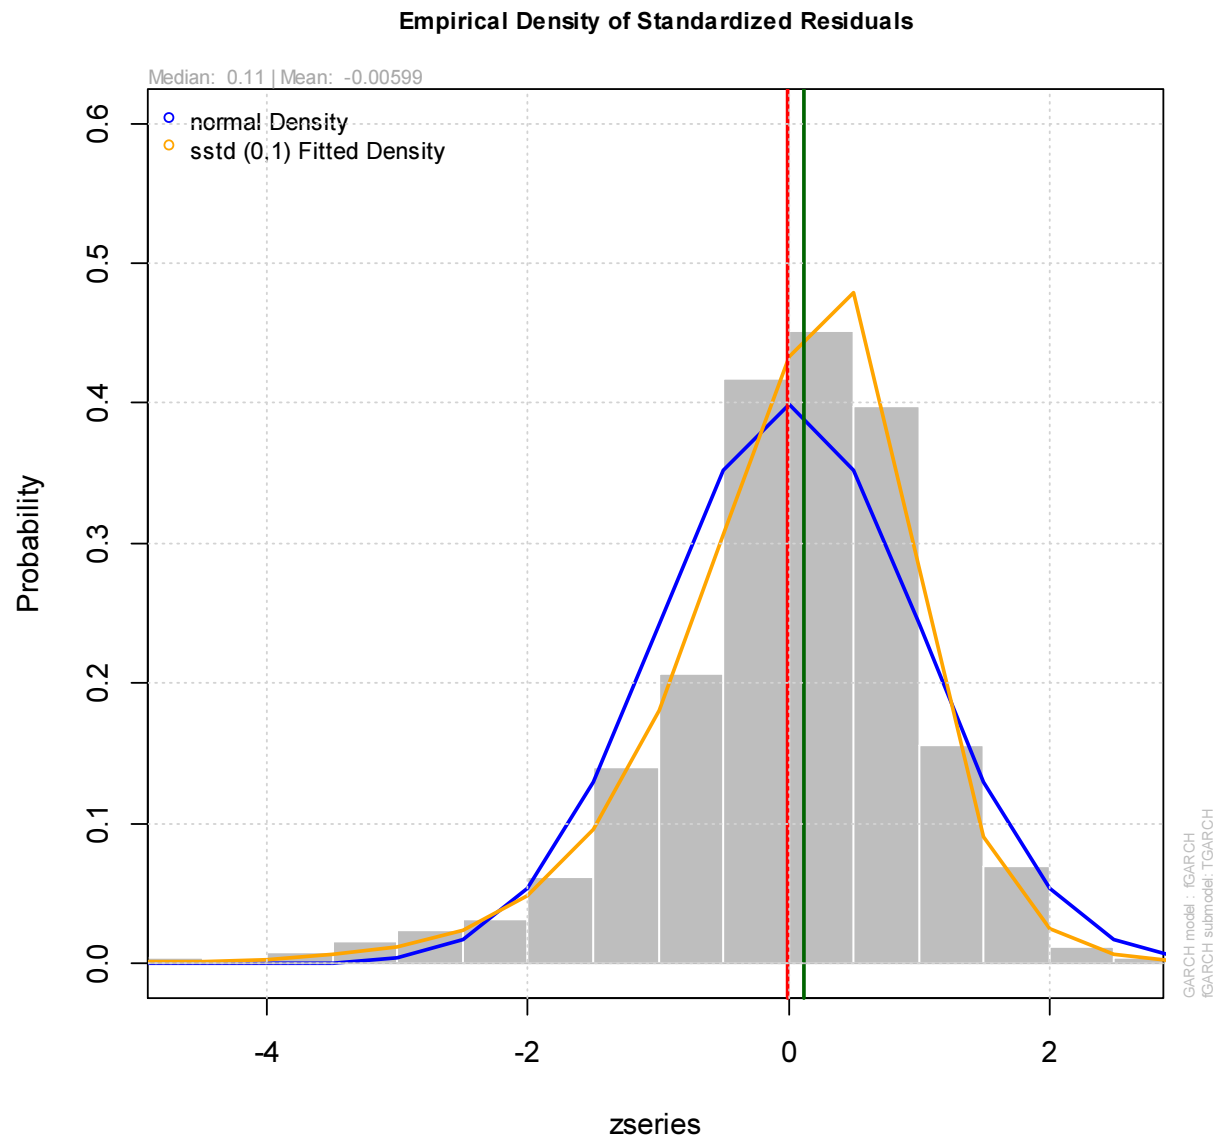 Empirical Density of Standardized Residuals
Median: 0.11 | Mean: -0.00599
normal Density
sstd (0,1) Fitted Density
0.6
0.5
0.4
0.3
0.2
0.1
0.0
Probability
-4 -2 0 2
zseries
GARCH model : fGARCH
fGARCH submodel: TGARCH